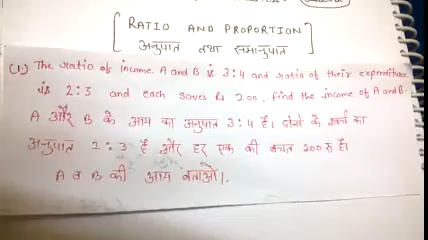 RATIO AND PROPORTION
अनुपात तथा समानुपात
(1) The ratio of income A and B is 3:4 and ratio of their expenditure
is 2:3 and each saves Rs 200, find the income of A and B.
A और B के आय का अनुपात 3:4 है। दोनों के खर्च का
अनुपात 2:3 है और हर एक की बचत 200 रु है।
A व B की आय बताओ।